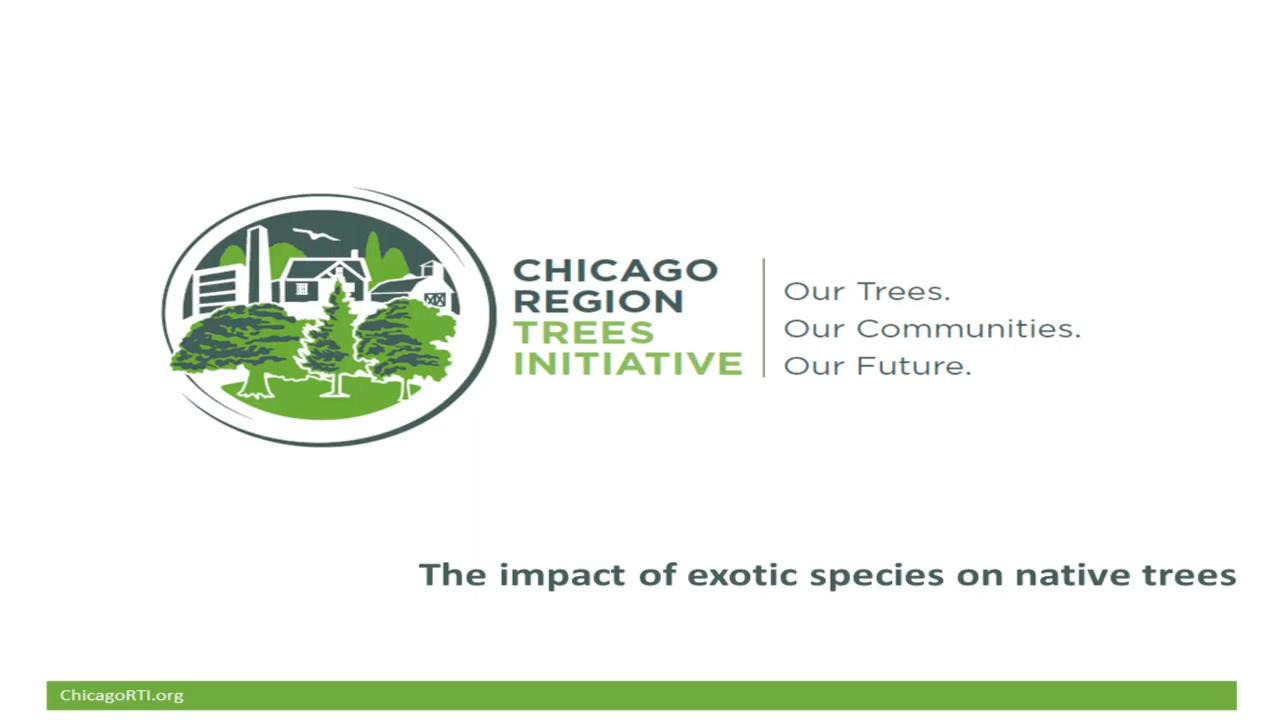 CHICAGO
REGION
TREES
INITIATIVE
Our Trees.
Our Communities.
Our Future.
The impact of exotic species on native trees
ChicagoRTI.org